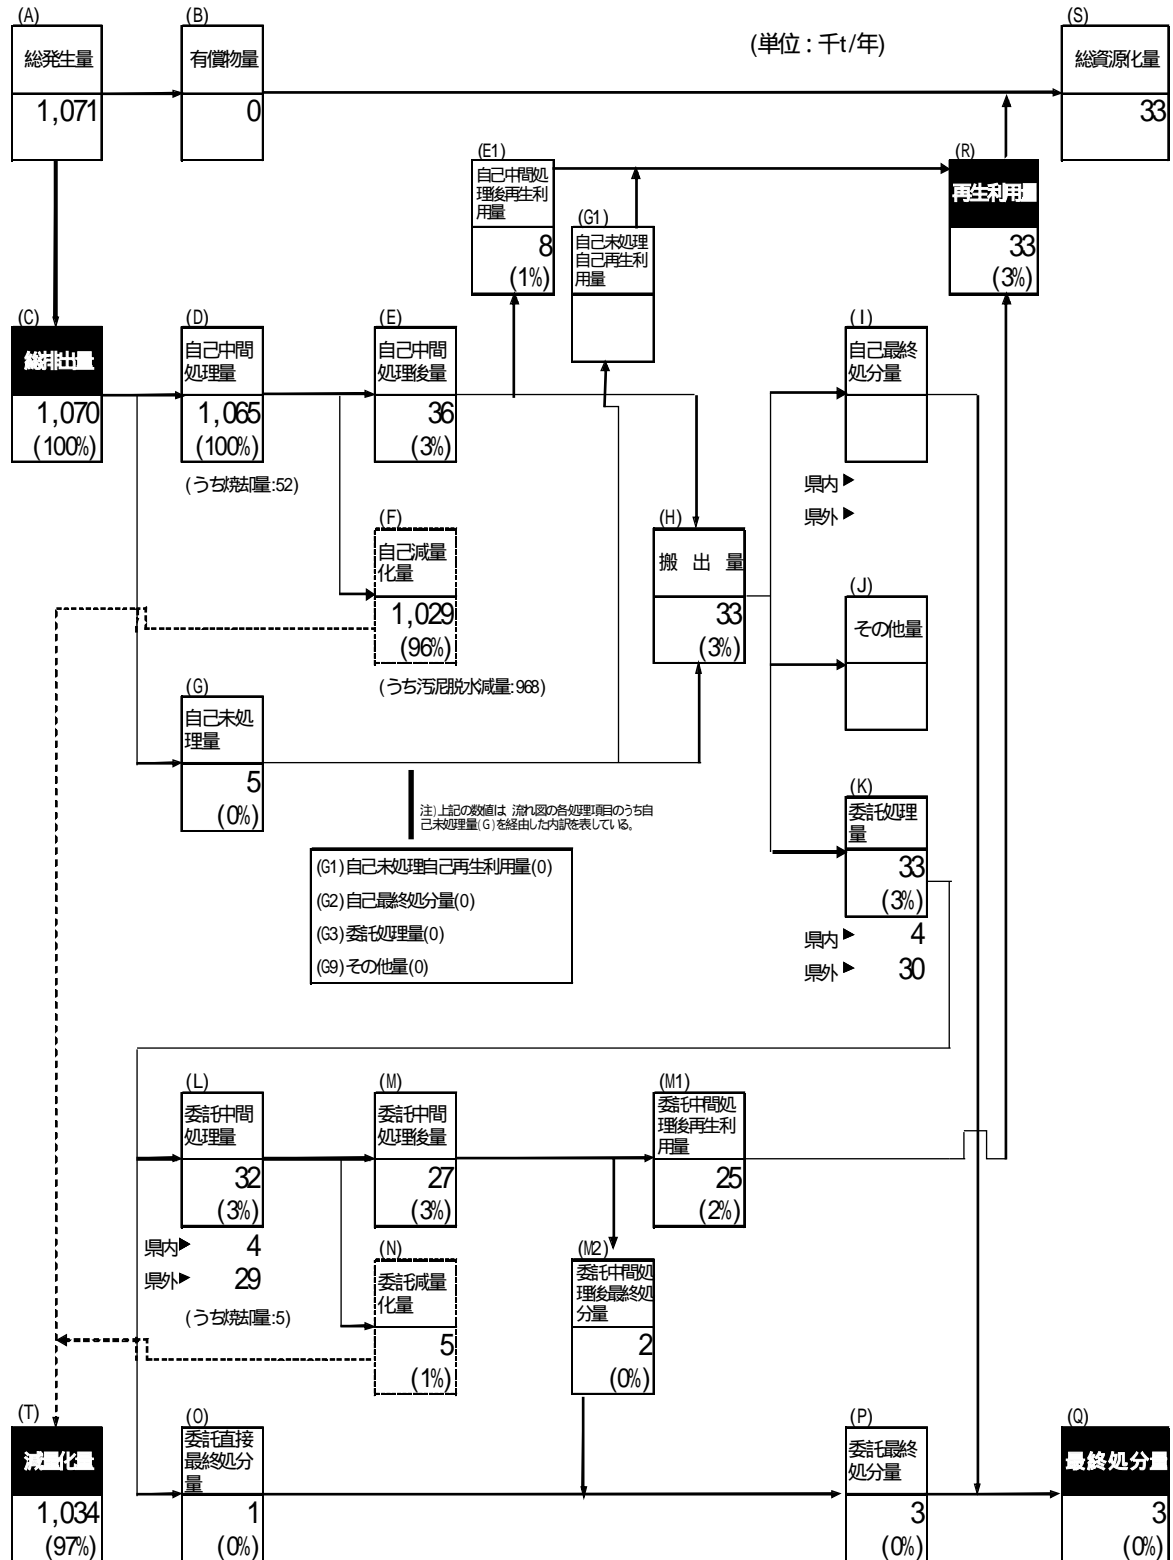 (A)
総発生量
1,071
(B)
有償物量
0
(単位：千t/年)
(S)
総資源化量
33
(E1)
自己中間処
理後再生利
用量
8
(1%)
(G1)
自己未処理
自己再生利
用量
(R)
再生利用量
33
(3%)
(C)
総排出量
1,070
(100%)
(D)
自己中間
処理量
1,065
(100%)
(うち焼却量:52)
(E)
自己中間
処理後量
36
(3%)
(I)
自己最終
処分量
県内▶
県外▶
(F)
自己減量
化量
1,029
(96%)
(うち汚泥脱水減量:968)
(H)
搬 出 量
33
(3%)
(J)
その他量
(G)
自己未処
理量
5
(0%)
注)上記の数値は、流れ図の各処理項目のうち自
己未処理量(G)を経由した内訳を表している。
(G1)自己未処理自己再生利用量(0)
(G2)自己最終処分量(0)
(G3)委託処理量(0)
(G9)その他量(0)
(K)
委託処理
量
33
(3%)
県内▶ 4
県外▶ 30
(L)
委託中間
処理量
32
(3%)
県内▶ 4
県外▶ 29
(うち焼却量:5)
(M)
委託中間
処理後量
27
(3%)
(M1)
委託中間処
理後再生利
用量
25
(2%)
(N)
委託減量
化量
5
(1%)
(M2)
委託中間処
理後最終処
分量
2
(0%)
(T)
減量化量
1,034
(97%)
(O)
委託直接
最終処分
量
1
(0%)
(P)
委託最終
処分量
3
(0%)
(Q)
最終処分量
3
(0%)